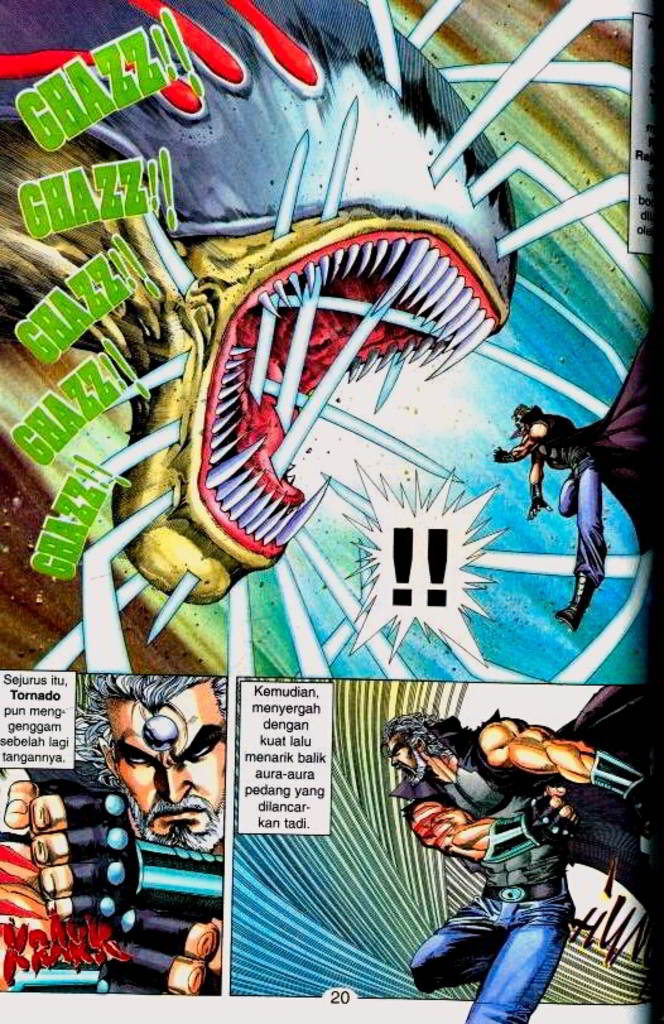 GHAZZ!!
GHAZZ!!
GHAZZ!!
GHAZZ!!
GHAZZ!!
!!
Sejurus itu,
Tornado
pun meng-
genggam
sebelah lagi
tangannya.
Kemudian,
menyergah
dengan
kuat lalu
menarik balik
aura-aura
pedang yang
dilancar-
kan tadi.
20